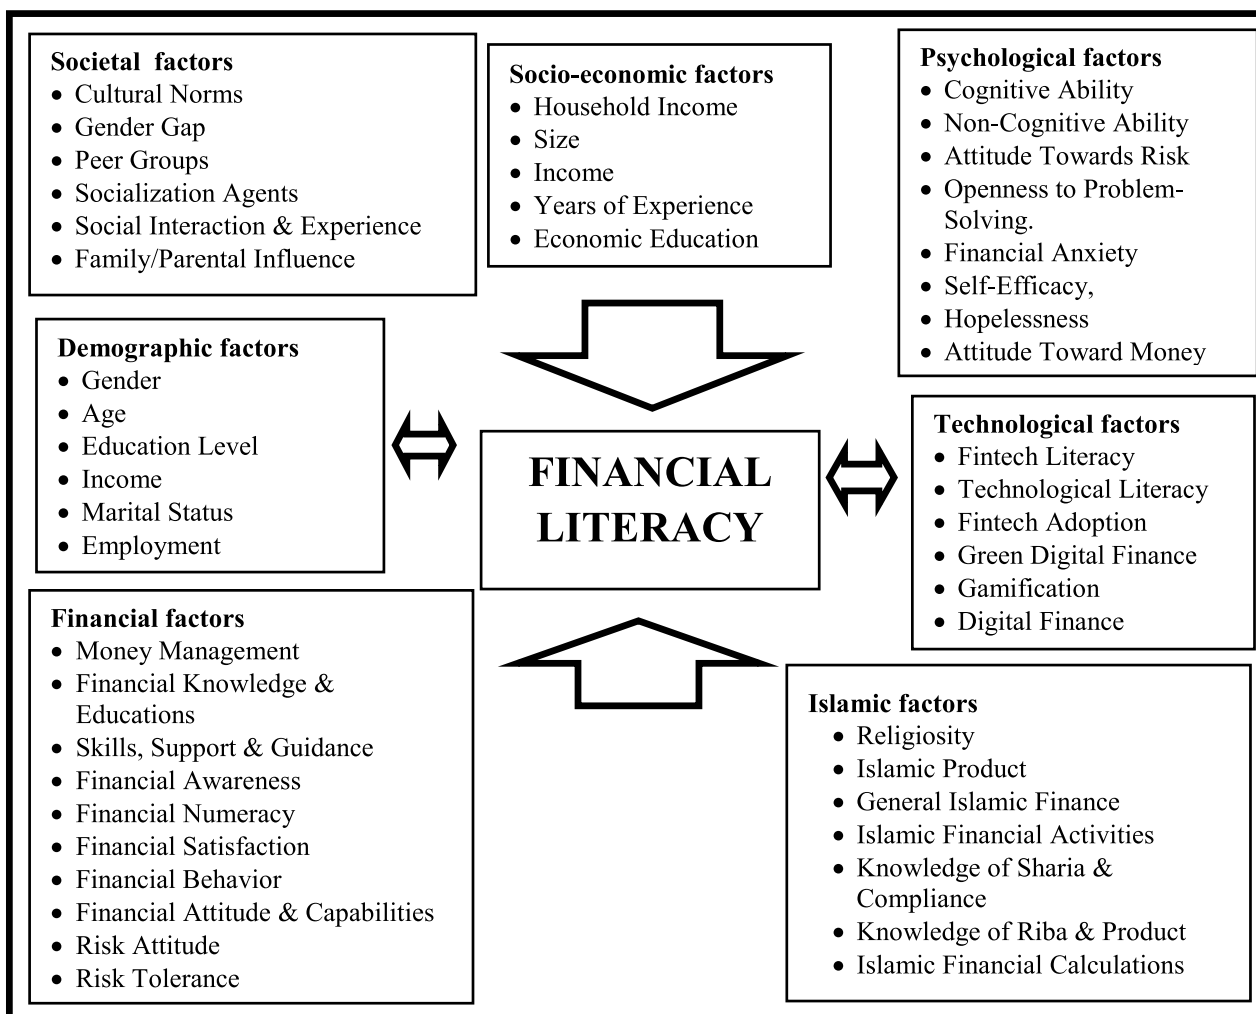 Societal factors
• Cultural Norms
• Gender Gap
• Peer Groups
• Socialization Agents
• Social Interaction & Experience
• Family/Parental Influence
Socio-economic factors
• Household Income
• Size
• Income
• Years of Experience
• Economic Education
Psychological factors
• Cognitive Ability
• Non-Cognitive Ability
• Attitude Towards Risk
• Openness to Problem-
Solving.
• Financial Anxiety
• Self-Efficacy,
• Hopelessness
• Attitude Toward Money
Demographic factors
• Gender
• Age
• Education Level
• Income
• Marital Status
• Employment
FINANCIAL
LITERACY
Technological factors
• Fintech Literacy
• Technological Literacy
• Fintech Adoption
• Green Digital Finance
• Gamification
• Digital Finance
Financial factors
• Money Management
• Financial Knowledge &
Educations
• Skills, Support & Guidance
• Financial Awareness
• Financial Numeracy
• Financial Satisfaction
• Financial Behavior
• Financial Attitude & Capabilities
• Risk Attitude
• Risk Tolerance
Islamic factors
• Religiosity
• Islamic Product
• General Islamic Finance
• Islamic Financial Activities
• Knowledge of Sharia &
Compliance
• Knowledge of Riba & Product
• Islamic Financial Calculations